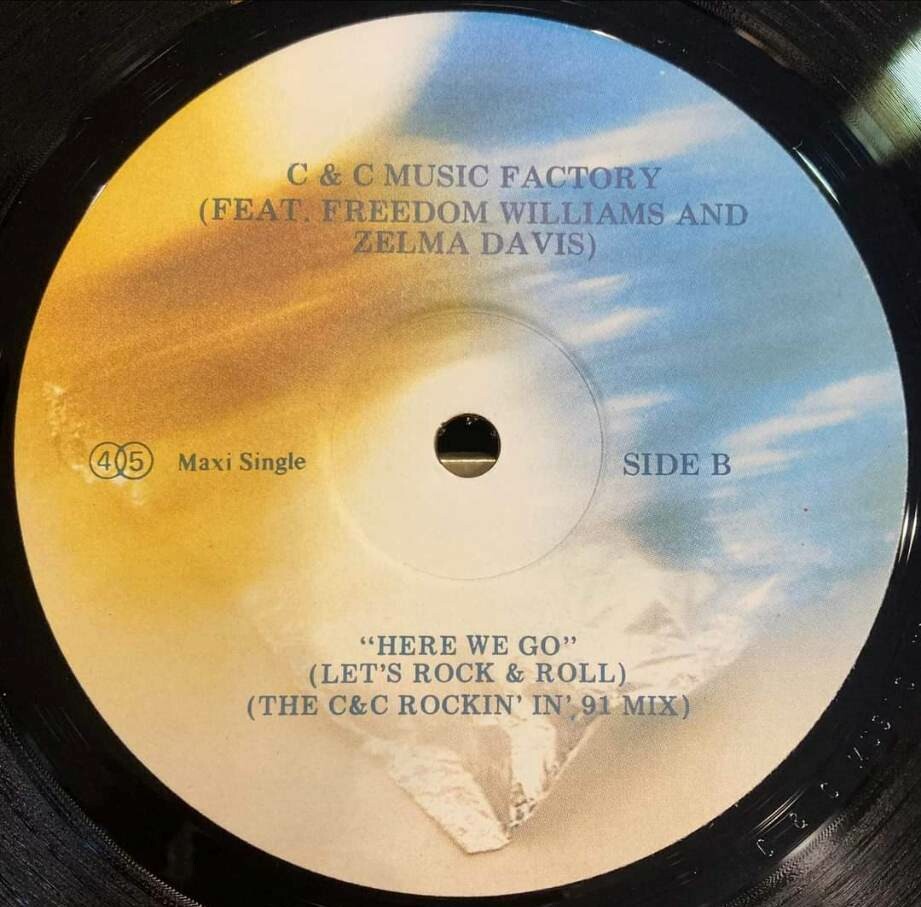 C & C MUSIC FACTORY
(FEAT. FREEDOM WILLIAMS AND
ZELMA DAVIS)
45 Maxi Single
SIDE B
“HERE WE GO”
(LET'S ROCK & ROLL)
(THE C&C ROCKIN' IN' 91 MIX)
C & C